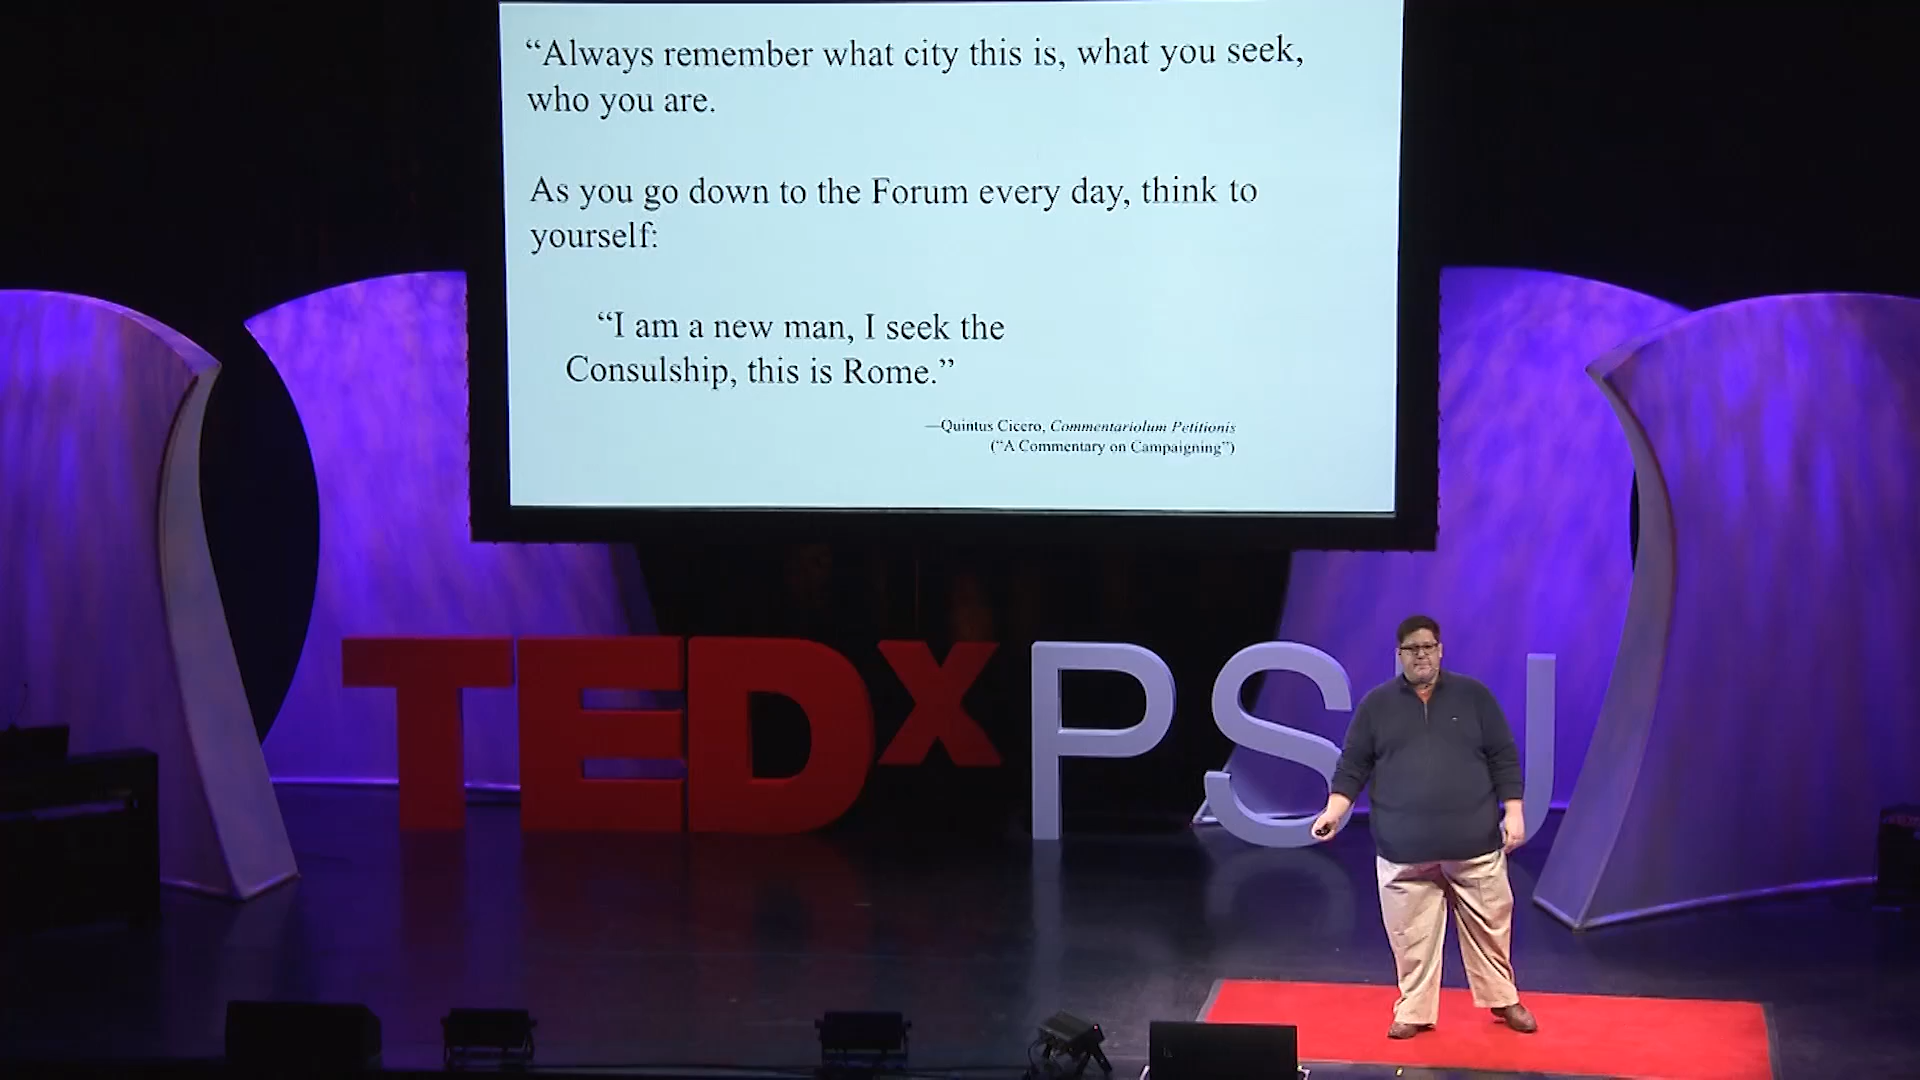 “Always remember what city this is, what you seek,
who you are.
As you go down to the Forum every day, think to
yourself:
“I am a new man, I seek the
Consulship, this is Rome.”
—Quintus Cicero, Commentariolum Petitionis
(“A Commentary on Campaigning”)
TEDx PSU